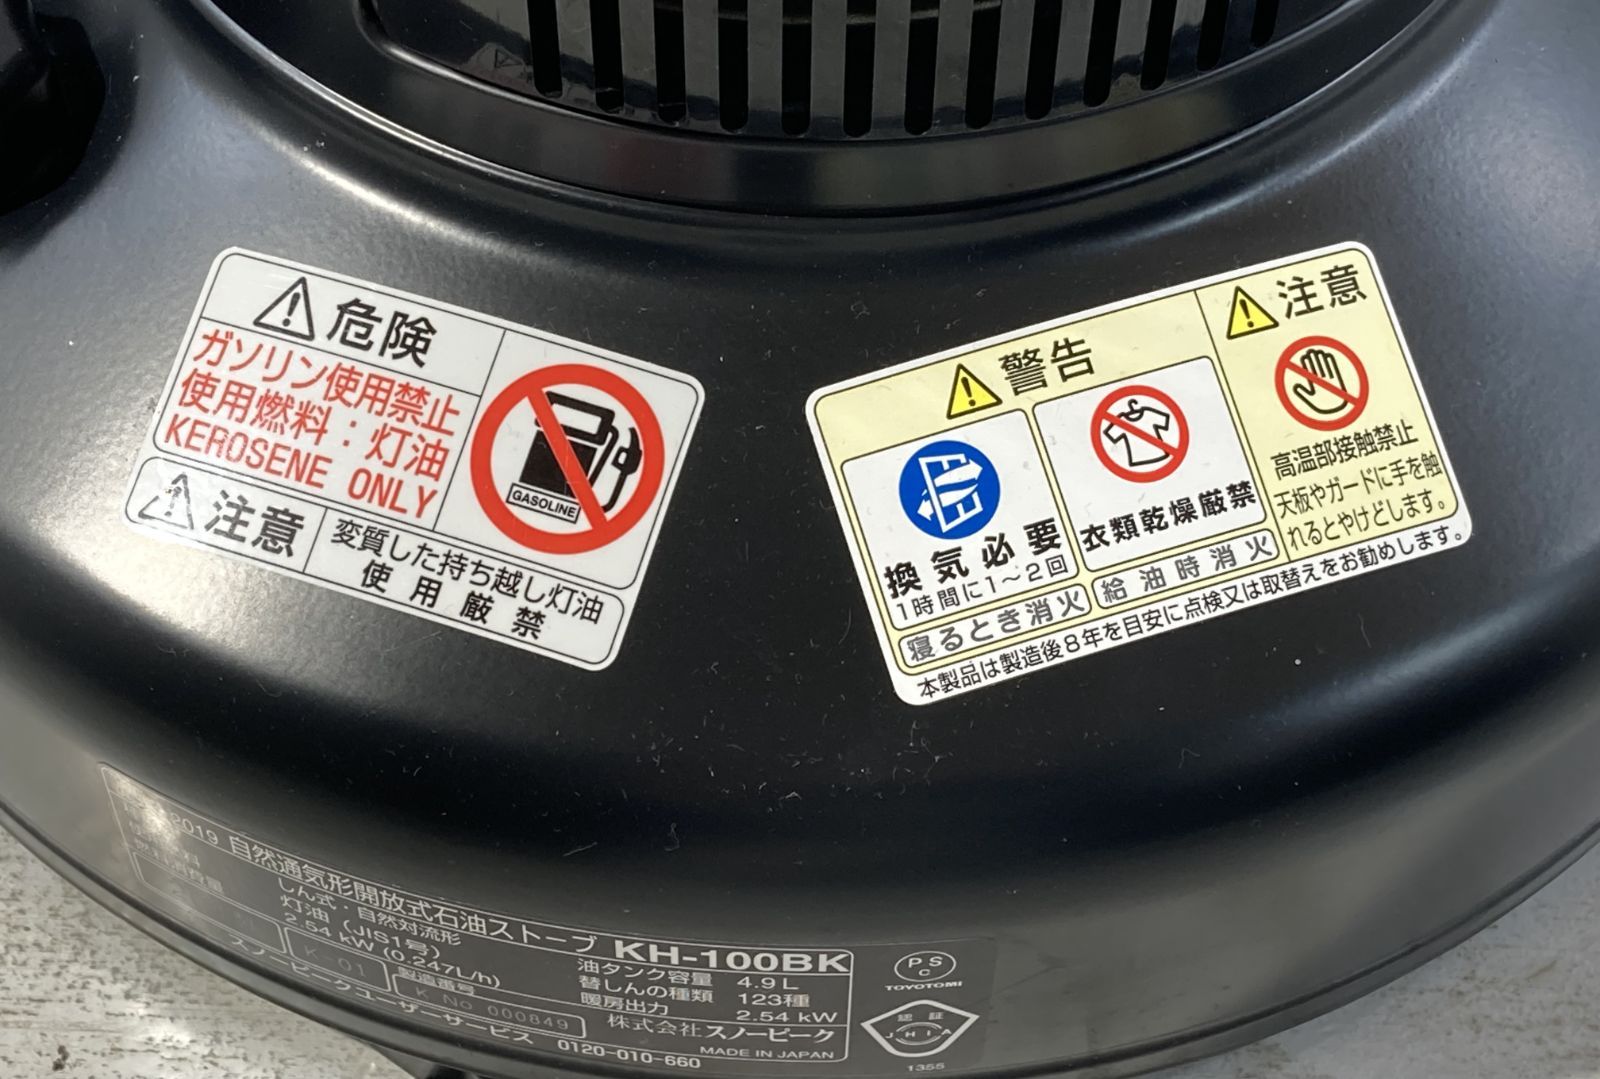 危険
ガソリン使用禁止
使用燃料：灯油
KEROSENE ONLY
GASOLINE
注意
変質した持ち越し灯油
使用厳禁
警告
換気必要
1時間に1～2回
衣類乾燥厳禁
寝るとき消火
給油時消火
注意
高温部接触禁止
天板やガードに手を触
れるとやけどします。
本製品は製造後8年を目安に点検又は取替えをお勧めします。
2019 自然通気形開放式石油ストーブ KH-100BK
しん式・自然対流形
灯油 (JIS1号)
2.54 kW (0.247L/h)
油タンク容量 4.9 L
替しんの種類 123種
暖房出力 2.54 kW
K-01
製造番号
K No. 000849
株式会社スノーピーク
スノーピークユーザーサービス 0120-010-660
MADE IN JAPAN
PSC
TOYOTOMI
認証
JHIA
1355